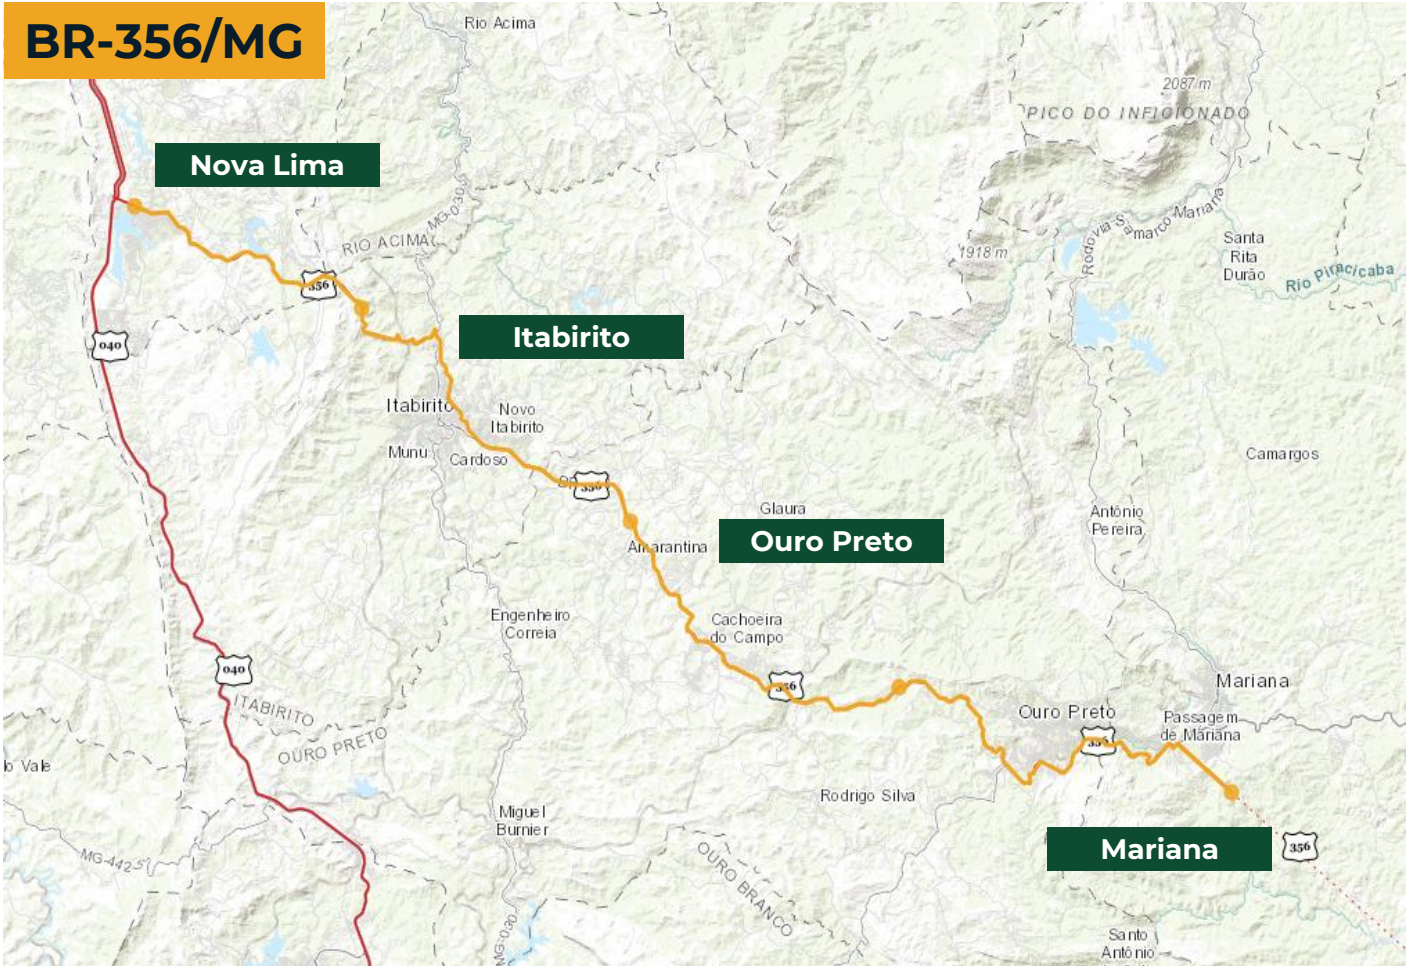 BR-356/MG
Rio Acima
2087 m
PICO DO INFICIONADO
Nova Lima
MG-030
RIO ACIMA
Rodovia Samarco Mariana
Santa
Rita
Durão
1918 m
Rio Piracicaba
356
040
Itabirito
Itabirito
Novo
Itabirito
Munu
Cardoso
Camargos
356
Glaura
Antônio
Pereira
Amarantina
Ouro Preto
Engenheiro
Correia
Cachoeira
do Campo
040
356
Mariana
ITABIRITO
Ouro Preto
Passagem
de Mariana
OURO PRETO
356
lo Vale
Rodrigo Silva
Miguel
Burnier
Mariana
356
MG-442
OURO BRANCO
MG-030
Santo
Antônio